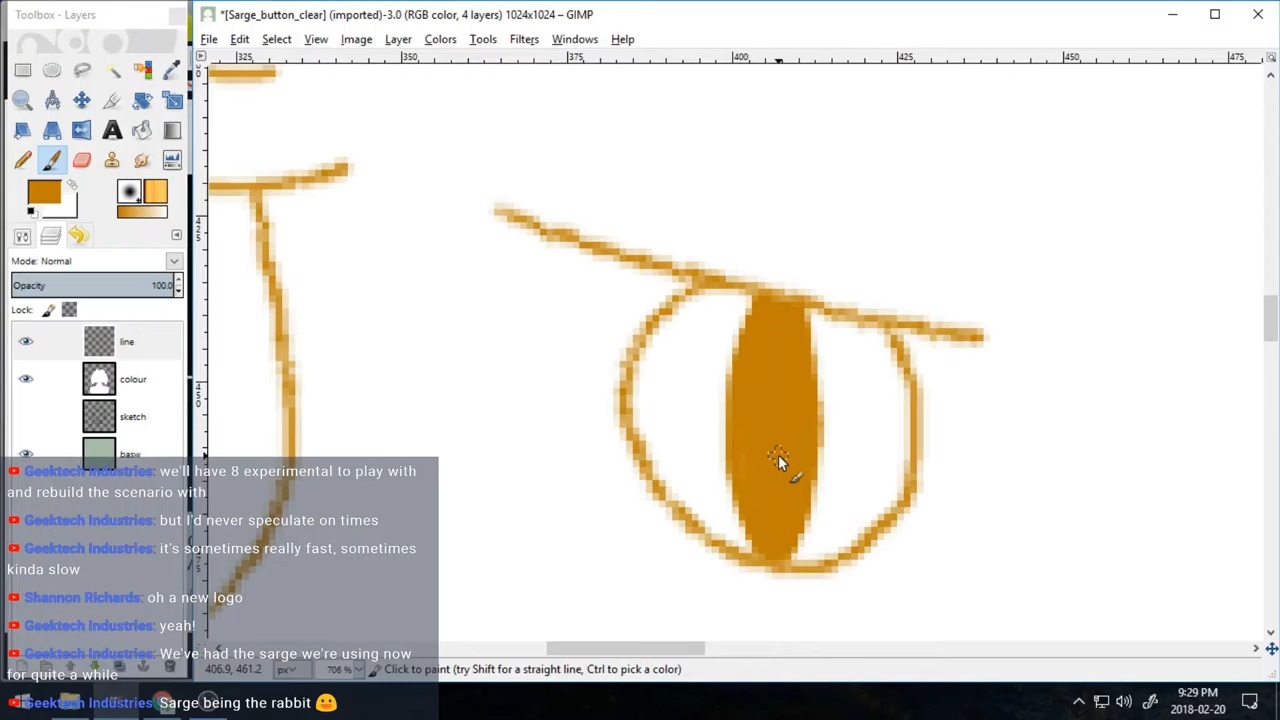 Toolbox - Layers
*[Sarge_button_clear] (imported)-3.0 (RGB color, 4 layers) 1024x1024 – GIMP
File Edit Select View Image Layer Colors Tools Filters Windows Help
325 350 375 400 425 450 475
Mode: Normal
Opacity 100.0
Lock:
line
colour
sketch
basw
Geektech Industries: we'll have 8 experimental to play with
and rebuild the scenario with
Geektech Industries: but I'd never speculate on times
Geektech Industries: it's sometimes really fast, sometimes
kinda slow
Shannon Richards: oh a new logo
Geektech Industries: yeah!
Geektech Industries: We've had the sarge we're using now
for quite a while
Geektech Industries: Sarge being the rabbit
406.9, 461.2 px 706 % Click to paint (try Shift for a straight line, Ctrl to pick a color)
9:29 PM
2018-02-20